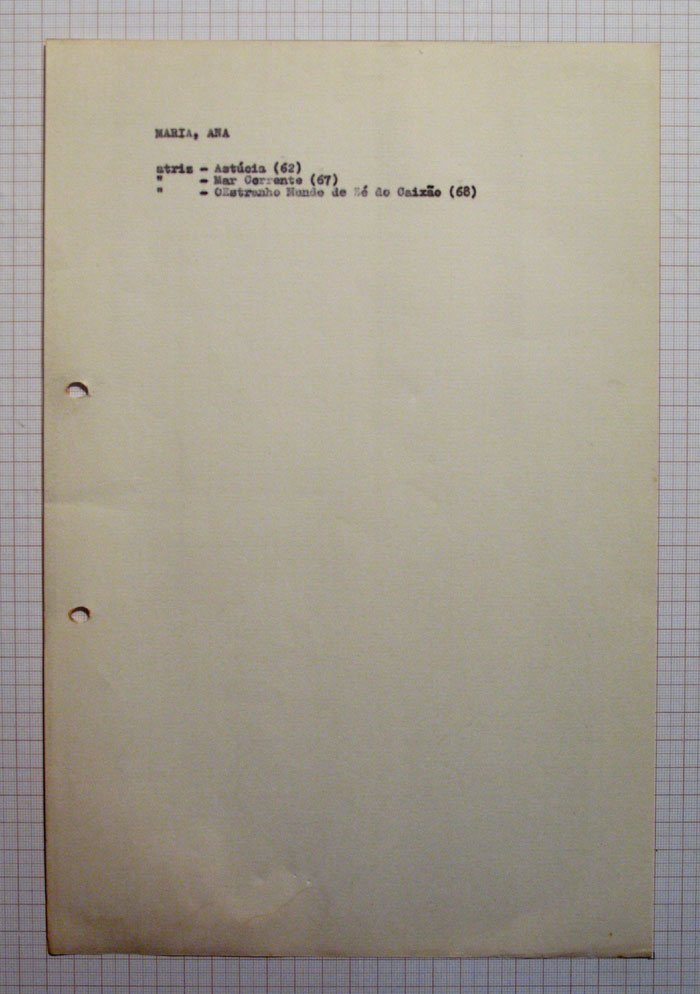 MARIA, ANA
atriz - Astúcia (62)
" - Mar Corrente (67)
" - OEstranho Mundo de Zé do Caixão (68)